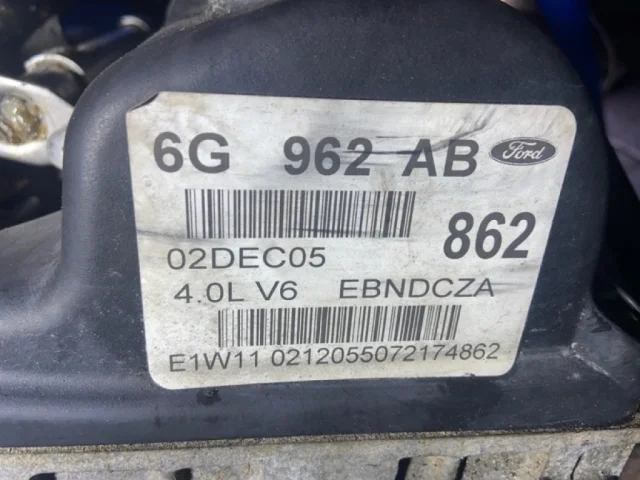 6G 962 AB Ford
862
02DEC05
4.0L V6 EBNDCZA
E1W11 0212055072174862